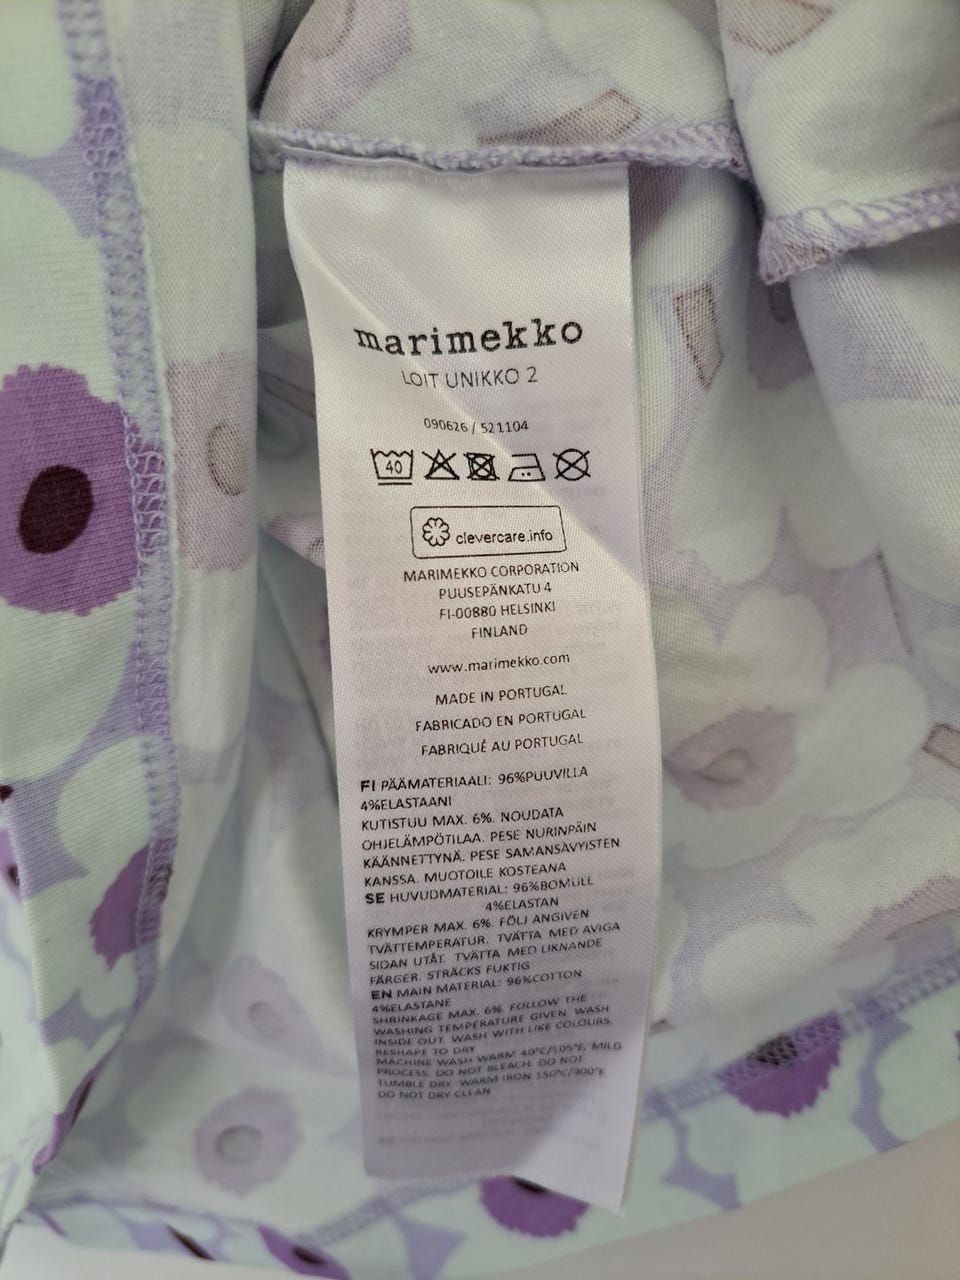 marimekko
LOIT UNIKKO 2
090626 / 521104
40
clevercare.info
MARIMEKKO CORPORATION
PUUSEPÄNKATU 4
FI-00880 HELSINKI
FINLAND
www.marimekko.com
MADE IN PORTUGAL
FABRICADO EN PORTUGAL
FABRIQUÉ AU PORTUGAL
FI PÄÄMATERIAALI: 96%PUUVILLA
4%ELASTAANI
KUTISTUU MAX. 6%. NOUDATA
OHJELÄMPÖTILAA. PESE NURINPÄIN
KÄÄNNETTYNÄ. PESE SAMANSÄVYISTEN
KANSSA. MUOTOILE KOSTEANA
SE HUVUDMATERIAL: 96%BOMULL
4%ELASTAN
KRYMPER MAX. 6%. FÖLJ ANGIVEN
TVÄTTEMPERATUR. TVÄTTA MED AVIGA
SIDAN UTÅT. TVÄTTA MED LIKNANDE
FÄRGER. STRÄCKS FUKTIG
EN MAIN MATERIAL: 96%COTTON
4%ELASTANE
SHRINKAGE MAX. 6%. FOLLOW THE
WASHING TEMPERATURE GIVEN. WASH
INSIDE OUT. WASH WITH LIKE COLOURS.
RESHAPE TO DRY
MACHINE WASH WARM 40°C/105°F, MILD
PROCESS. DO NOT BLEACH. DO NOT
TUMBLE DRY. WARM IRON 150°C/300°F
DO NOT DRY CLEAN